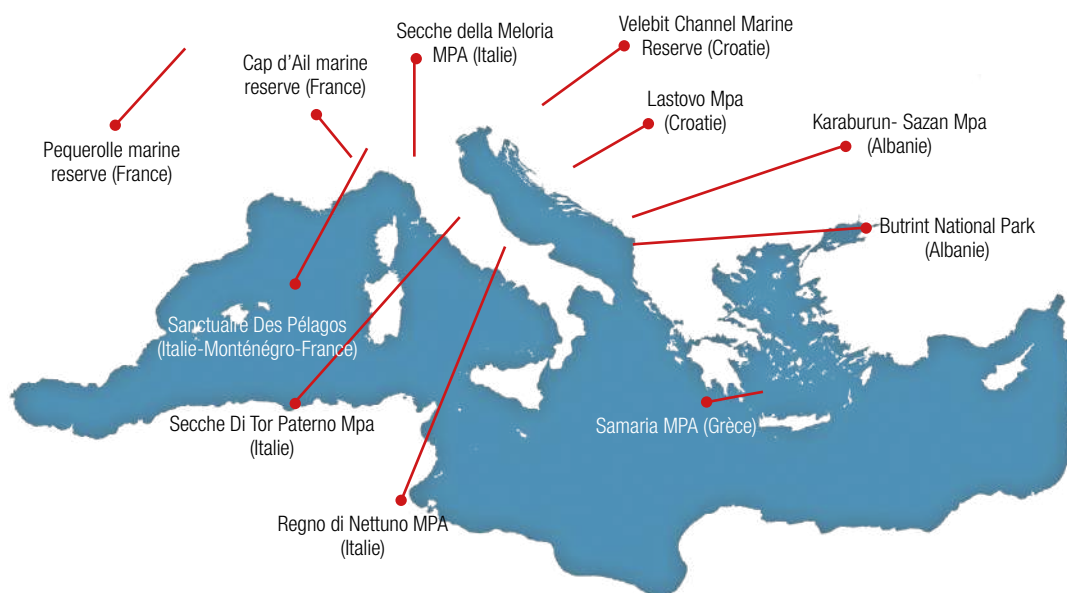 Secche della Meloria
MPA (Italie)
Velebit Channel Marine
Reserve (Croatie)
Cap d'Ail marine
reserve (France)
Lastovo Mpa
(Croatie)
Karaburun- Sazan Mpa
(Albanie)
Pequerolle marine
reserve (France)
Butrint National Park
(Albanie)
Sanctuaire Des Pélagos
(Italie-Monténégro-France)
Secche Di Tor Paterno Mpa
(Italie)
Samaria MPA (Grèce)
Regno di Nettuno MPA
(Italie)